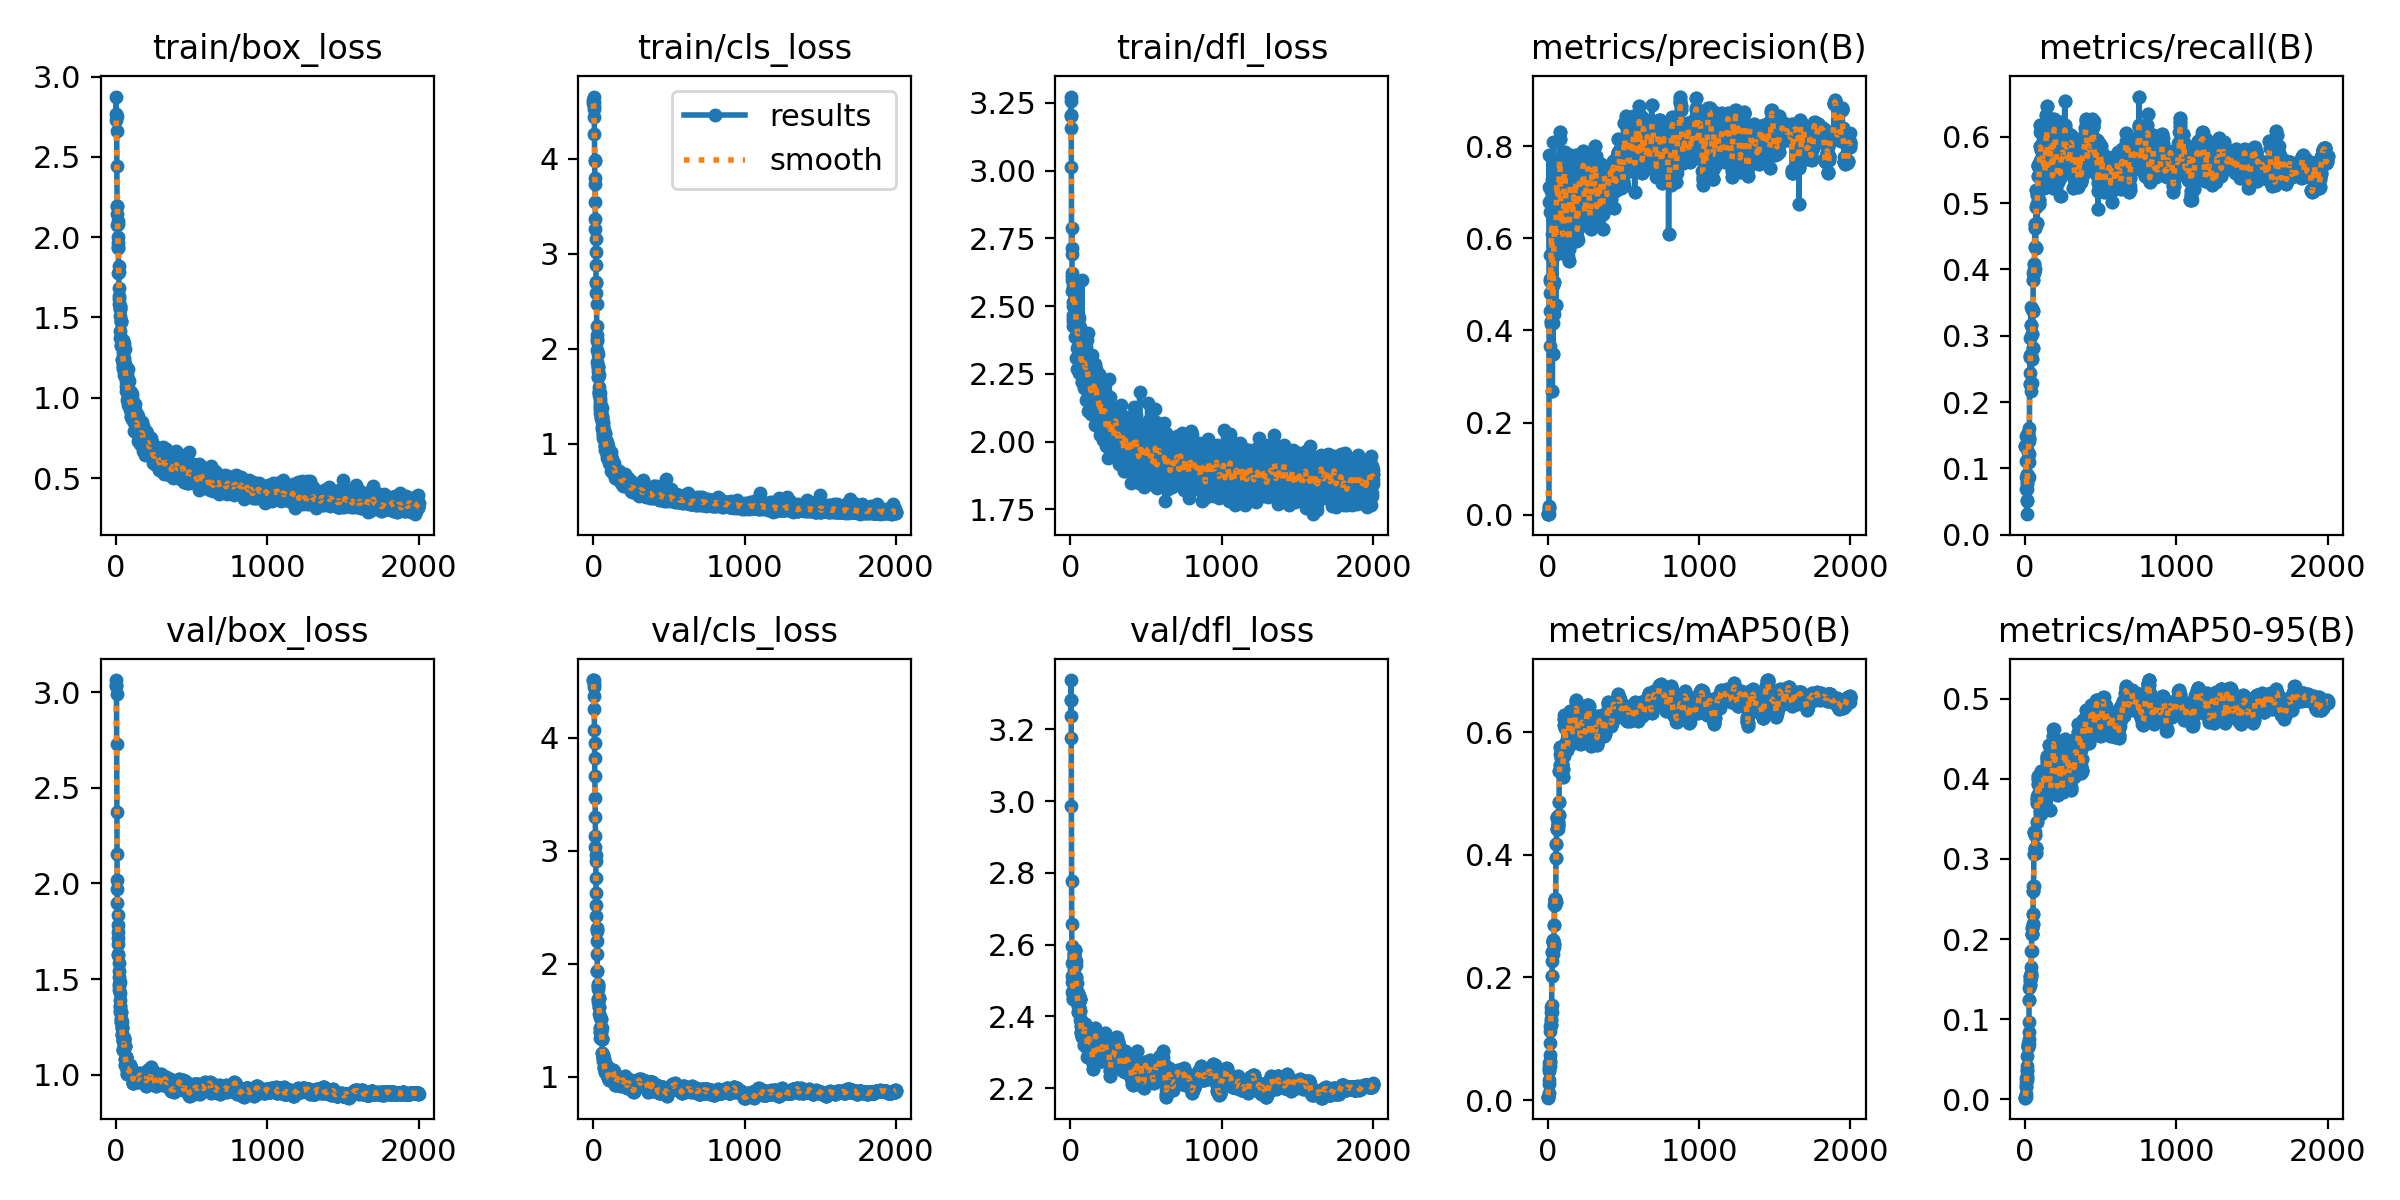 train/box_loss
3.0
2.5
2.0
1.5
1.0
0.5
0 1000 2000
train/cls_loss
results
smooth
4
3
2
1
0 1000 2000
train/dfl_loss
3.25
3.00
2.75
2.50
2.25
2.00
1.75
0 1000 2000
metrics/precision(B)
0.8
0.6
0.4
0.2
0.0
0 1000 2000
metrics/recall(B)
0.6
0.5
0.4
0.3
0.2
0.1
0.0
0 1000 2000
val/box_loss
3.0
2.5
2.0
1.5
1.0
0 1000 2000
val/cls_loss
4
3
2
1
0 1000 2000
val/dfl_loss
3.2
3.0
2.8
2.6
2.4
2.2
0 1000 2000
metrics/mAP50(B)
0.6
0.4
0.2
0.0
0 1000 2000
metrics/mAP50-95(B)
0.5
0.4
0.3
0.2
0.1
0.0
0 1000 2000